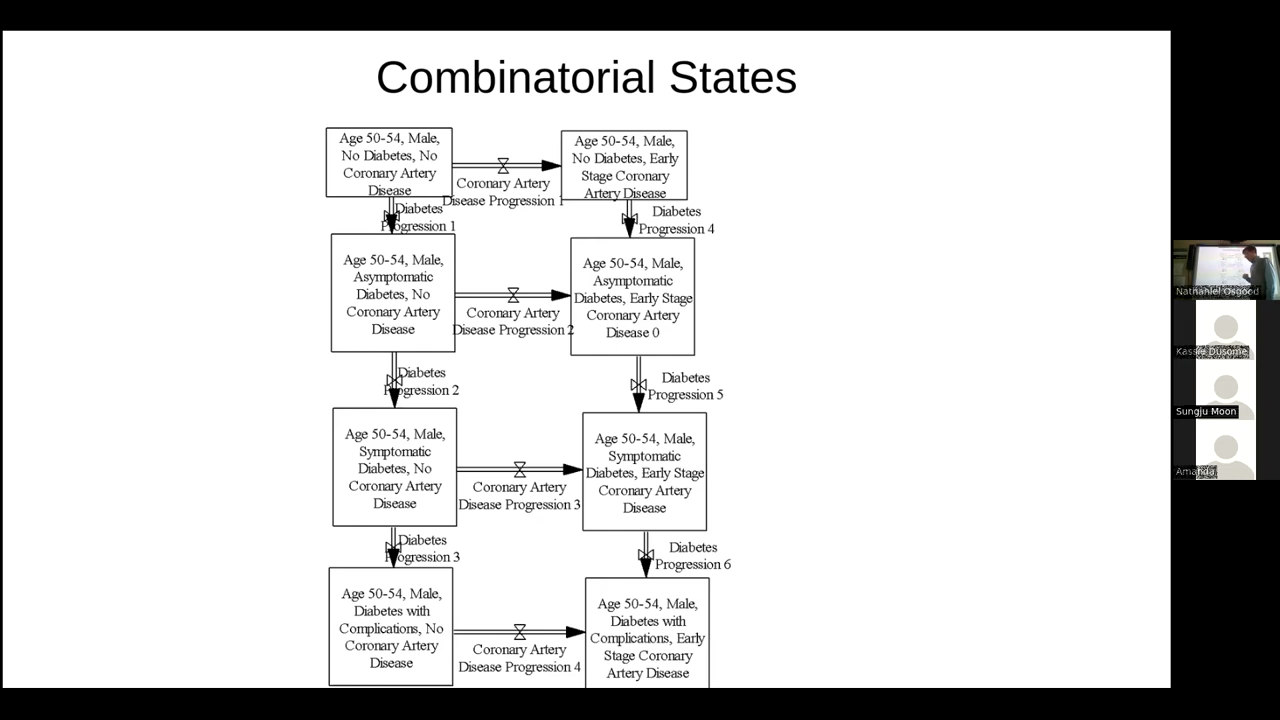 Combinatorial States
Age 50-54, Male,
No Diabetes, No
Coronary Artery
Disease
Coronary Artery
Disease Progression 1
Age 50-54, Male,
No Diabetes, Early
Stage Coronary
Artery Disease
Diabetes
Progression 1
Diabetes
Progression 4
Age 50-54, Male,
Asymptomatic
Diabetes, No
Coronary Artery
Disease
Coronary Artery
Disease Progression 2
Age 50-54, Male,
Asymptomatic
Diabetes, Early Stage
Coronary Artery
Disease 0
Diabetes
Progression 2
Diabetes
Progression 5
Age 50-54, Male,
Symptomatic
Diabetes, No
Coronary Artery
Disease
Coronary Artery
Disease Progression 3
Age 50-54, Male,
Symptomatic
Diabetes, Early Stage
Coronary Artery
Disease
Diabetes
Progression 3
Diabetes
Progression 6
Age 50-54, Male,
Diabetes with
Complications, No
Coronary Artery
Disease
Coronary Artery
Disease Progression 4
Age 50-54, Male,
Diabetes with
Complications, Early
Stage Coronary
Artery Disease
Nathaniel Osgood
Kassie Dusome
Sungju Moon
Amanda